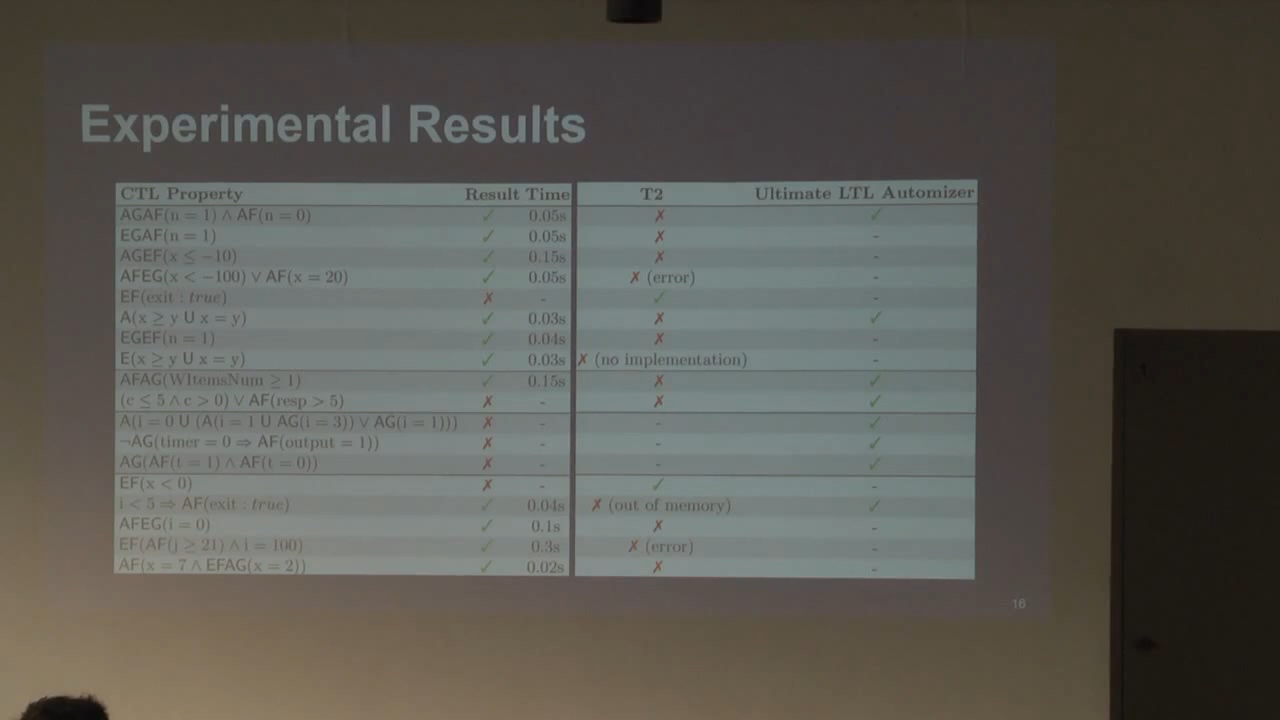 Experimental Results
CTL Property Result Time T2 Ultimate LTL Automizer
AGAF(n = 1) ∧ AF(n = 0) ✓ 0.05s ✗ ✓
EGAF(n = 1) ✓ 0.05s ✗ -
AGEF(x ≤ −10) ✓ 0.15s ✗ -
AFEG(x < −100) ∨ AF(x = 20) ✓ 0.05s ✗ (error) -
EF(exit : true) ✗ - ✓ -
A(x ≥ y U x = y) ✓ 0.03s ✗ ✓
EGEF(n = 1) ✓ 0.04s ✗ -
E(x ≥ y U x = y) ✓ 0.03s ✗ (no implementation) -
AFAG(WItemsNum ≥ 1) ✓ 0.15s ✗ ✓
(c ≤ 5 ∧ c > 0) ∨ AF(resp > 5) ✗ - ✗ ✓
A(i = 0 U (A(i = 1 U AG(i = 3)) ∨ AG(i = 1))) ✗ - - ✓
¬AG(timer = 0 ⇒ AF(output = 1)) ✗ - - ✓
AG(AF(t = 1) ∧ AF(t = 0)) ✗ - - ✓
EF(x < 0) ✗ - ✓ -
i < 5 ⇒ AF(exit : true) ✓ 0.04s ✗ (out of memory) ✓
AFEG(i = 0) ✓ 0.1s ✗ -
EF(AF(j ≥ 21) ∧ i = 100) ✓ 0.3s ✗ (error) -
AF(x = 7 ∧ EFAG(x = 2)) ✓ 0.02s ✗ -
16